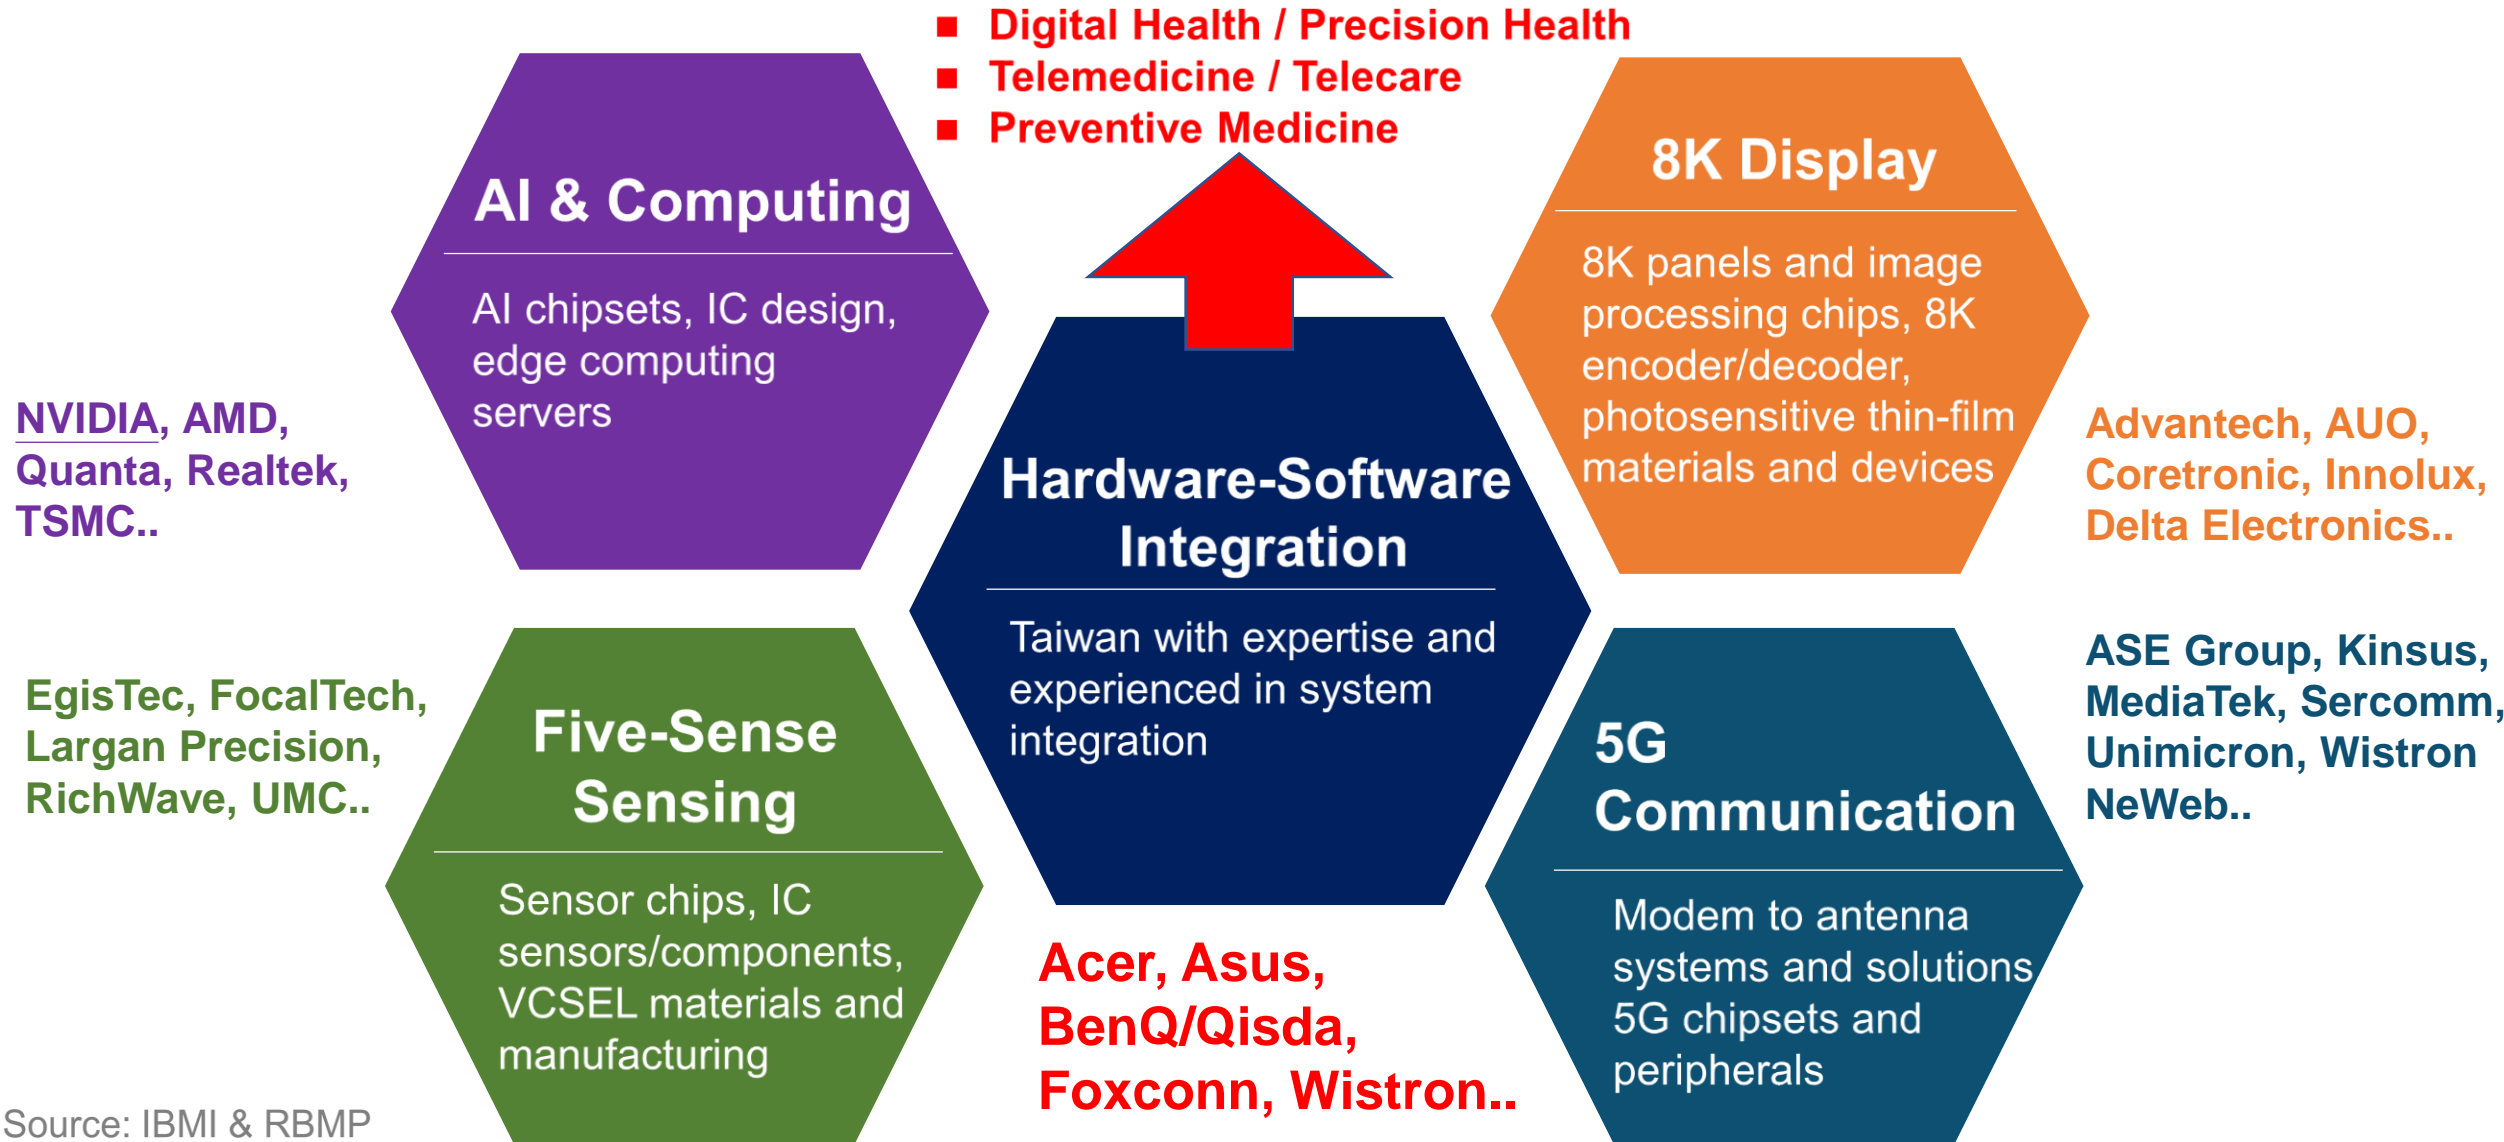 ■ Digital Health / Precision Health
■ Telemedicine / Telecare
■ Preventive Medicine
AI & Computing
AI chipsets, IC design,
edge computing
servers
NVIDIA, AMD,
Quanta, Realtek,
TSMC..
8K Display
8K panels and image
processing chips, 8K
encoder/decoder,
photosensitive thin-film
materials and devices
Advantech, AUO,
Coretronic, Innolux,
Delta Electronics..
Hardware-Software
Integration
Taiwan with expertise and
experienced in system
integration
Acer, Asus,
BenQ/Qisda,
Foxconn, Wistron..
EgisTec, FocalTech,
Largan Precision,
RichWave, UMC..
Five-Sense
Sensing
Sensor chips, IC
sensors/components,
VCSEL materials and
manufacturing
5G
Communication
Modem to antenna
systems and solutions
5G chipsets and
peripherals
ASE Group, Kinsus,
MediaTek, Sercomm,
Unimicron, Wistron
NeWeb..
Source: IBMI & RBMP